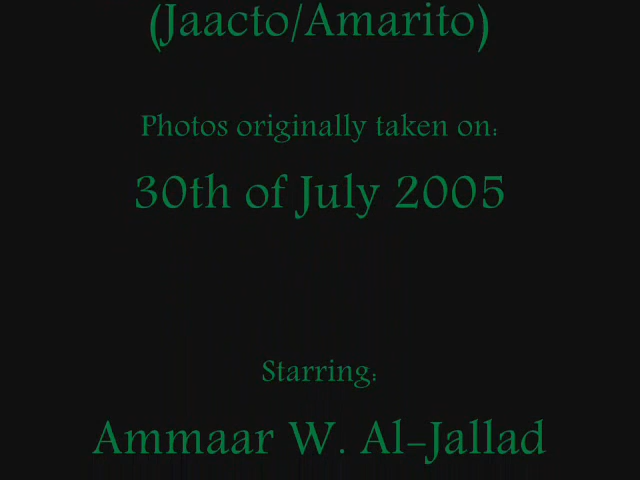 (Jaacto/Amarito)
Photos originally taken on:
30th of July 2005
Starring:
Ammaar W. Al-Jallad